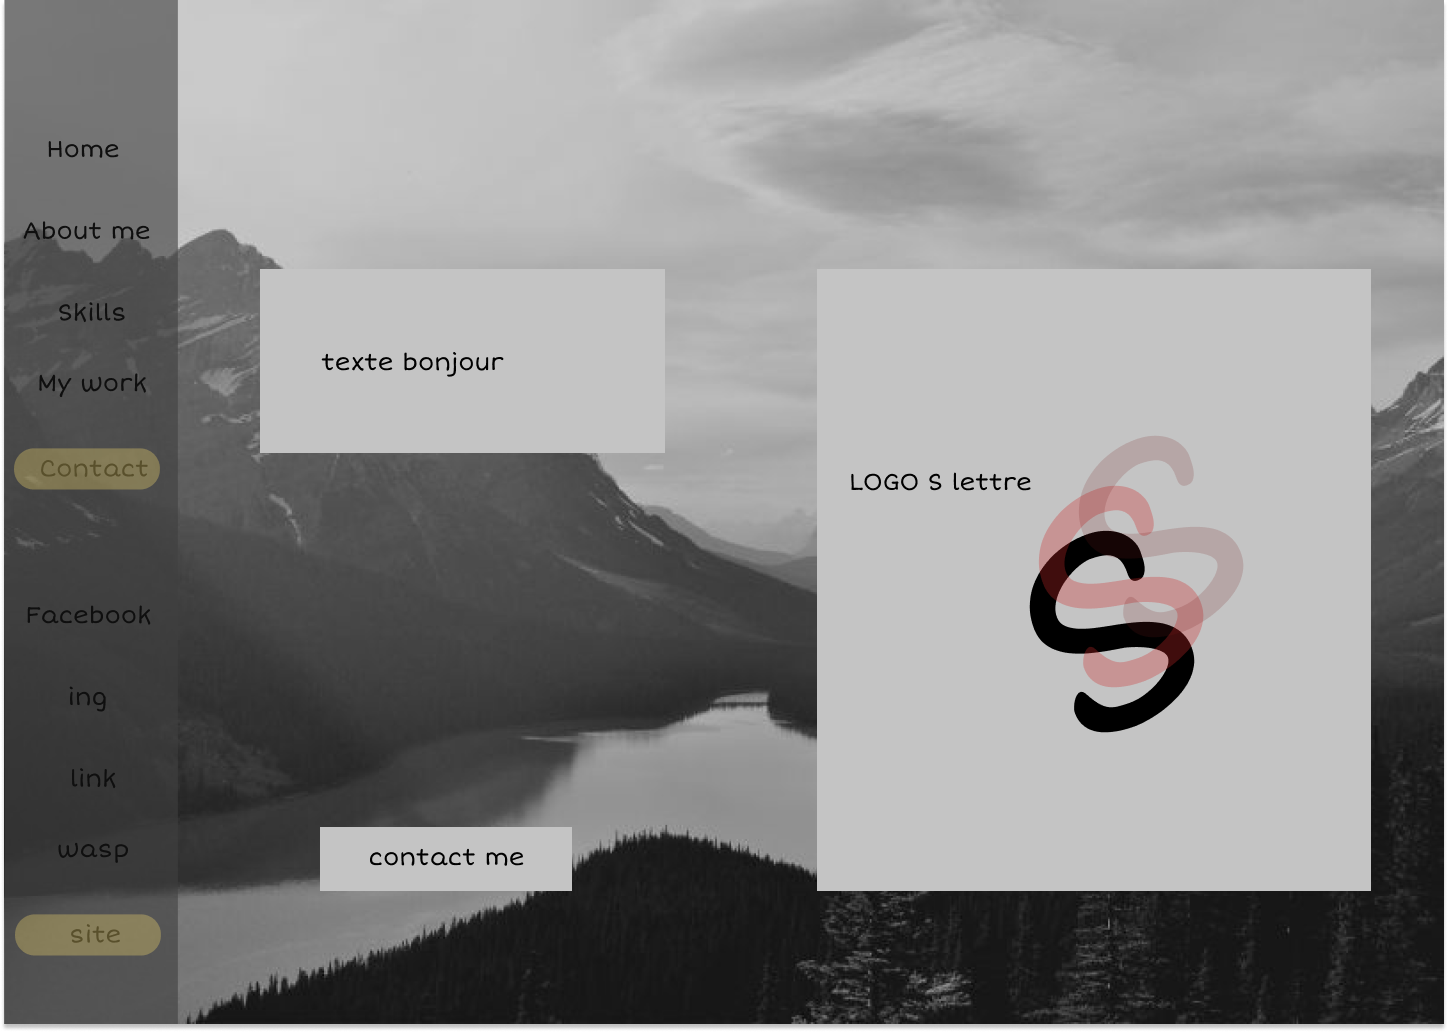 Home
About me
Skills
My work
Contact
Facebook
ing
link
wasp
site
texte bonjour
contact me
LOGO S lettre
S
S
S